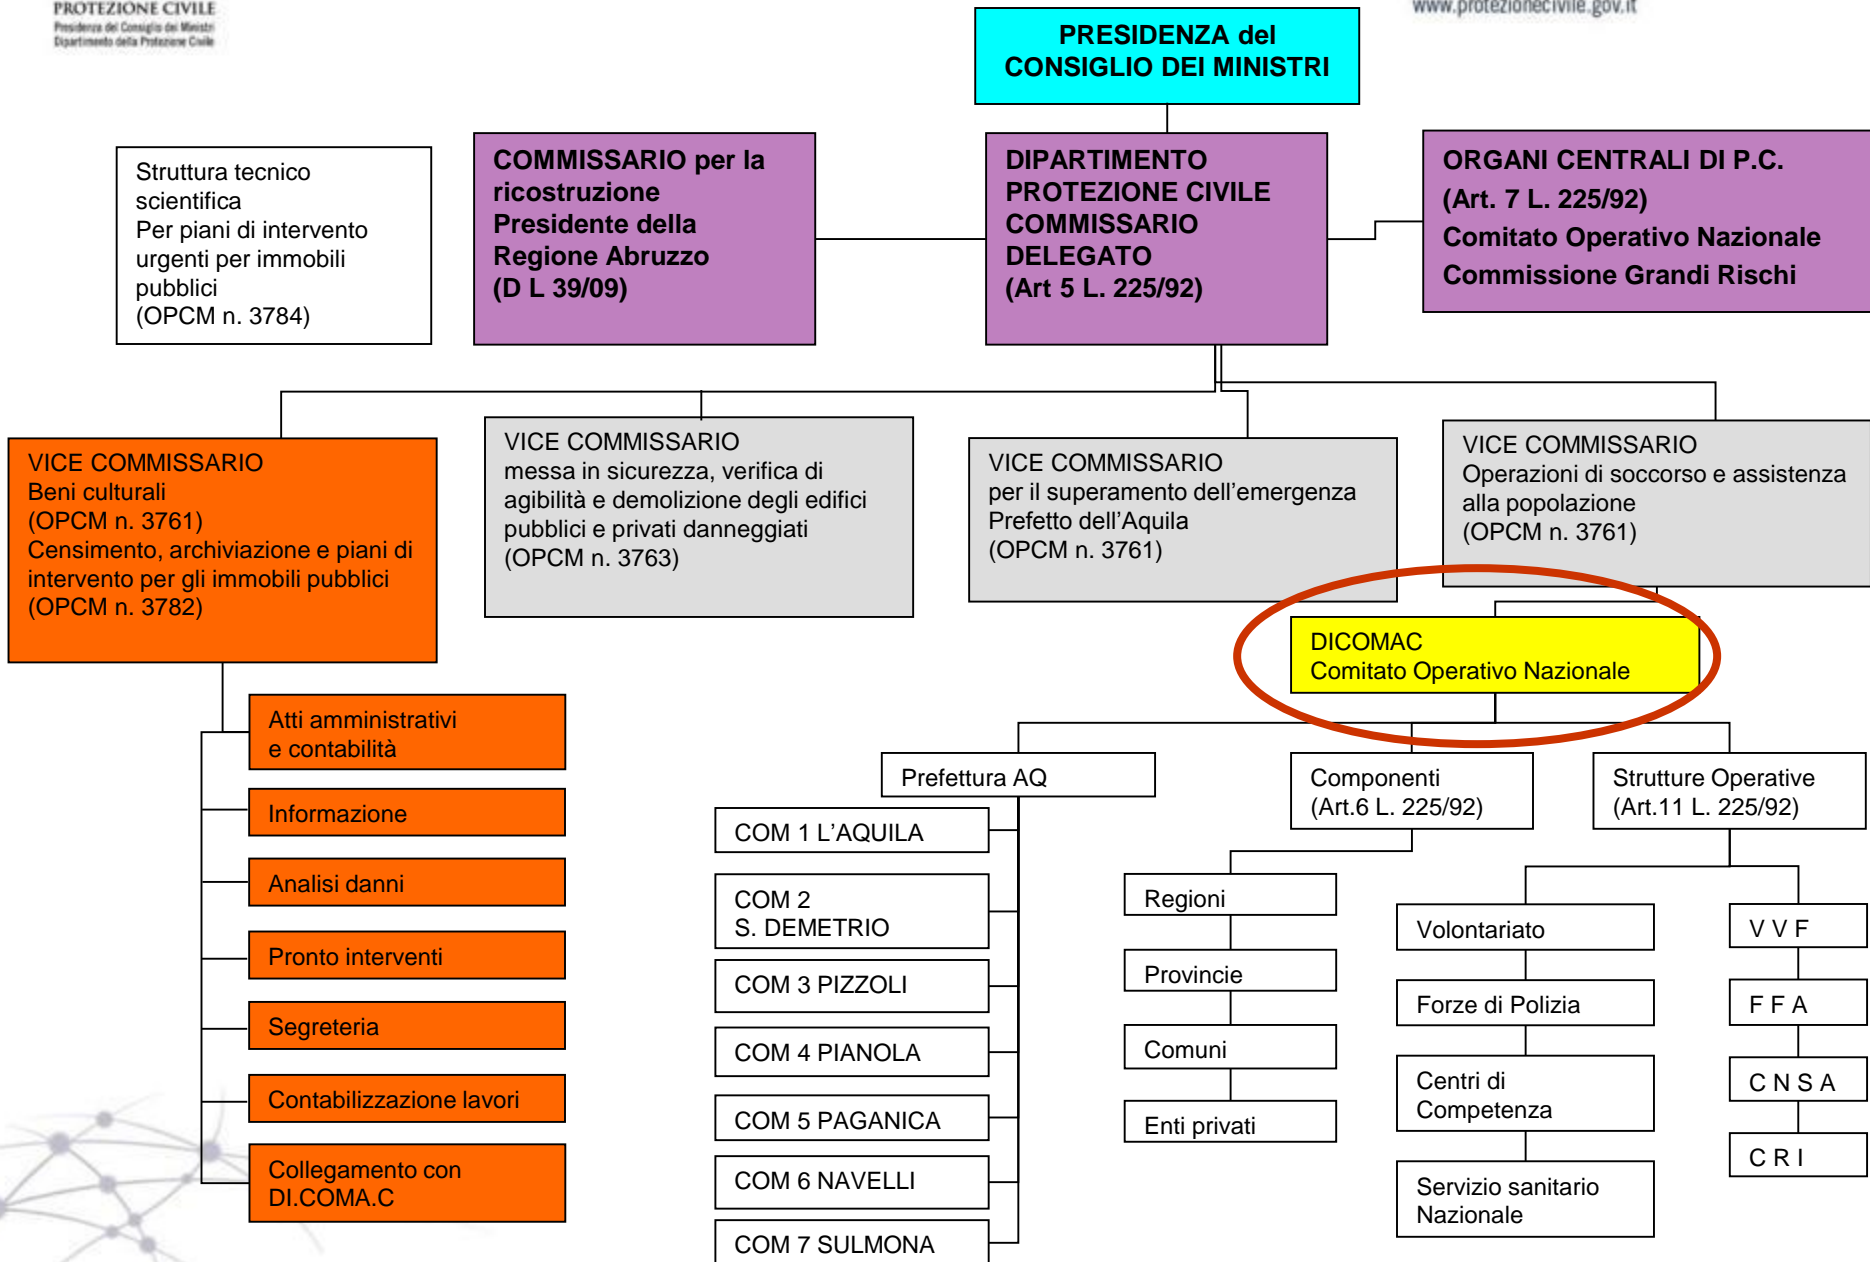 PROTEZIONE CIVILE
Presidenza del Consiglio dei Ministri
Dipartimento della Protezione Civile
www.protezionecivile.gov.it
PRESIDENZA del
CONSIGLIO DEI MINISTRI
Struttura tecnico
scientifica
Per piani di intervento
urgenti per immobili
pubblici
(OPCM n. 3784)
COMMISSARIO per la
ricostruzione
Presidente della
Regione Abruzzo
(D L 39/09)
DIPARTIMENTO
PROTEZIONE CIVILE
COMMISSARIO
DELEGATO
(Art 5 L. 225/92)
ORGANI CENTRALI DI P.C.
(Art. 7 L. 225/92)
Comitato Operativo Nazionale
Commissione Grandi Rischi
VICE COMMISSARIO
Beni culturali
(OPCM n. 3761)
Censimento, archiviazione e piani di
intervento per gli immobili pubblici
(OPCM n. 3782)
VICE COMMISSARIO
messa in sicurezza, verifica di
agibilità e demolizione degli edifici
pubblici e privati danneggiati
(OPCM n. 3763)
VICE COMMISSARIO
per il superamento dell’emergenza
Prefetto dell’Aquila
(OPCM n. 3761)
VICE COMMISSARIO
Operazioni di soccorso e assistenza
alla popolazione
(OPCM n. 3761)
DICOMAC
Comitato Operativo Nazionale
Atti amministrativi
e contabilità
Informazione
Analisi danni
Pronto interventi
Segreteria
Contabilizzazione lavori
Collegamento con
DI.COMA.C
Prefettura AQ
COM 1 L’AQUILA
COM 2
S. DEMETRIO
COM 3 PIZZOLI
COM 4 PIANOLA
COM 5 PAGANICA
COM 6 NAVELLI
COM 7 SULMONA
Componenti
(Art.6 L. 225/92)
Regioni
Provincie
Comuni
Enti privati
Strutture Operative
(Art.11 L. 225/92)
Volontariato
Forze di Polizia
Centri di
Competenza
Servizio sanitario
Nazionale
V V F
F F A
C N S A
C R I